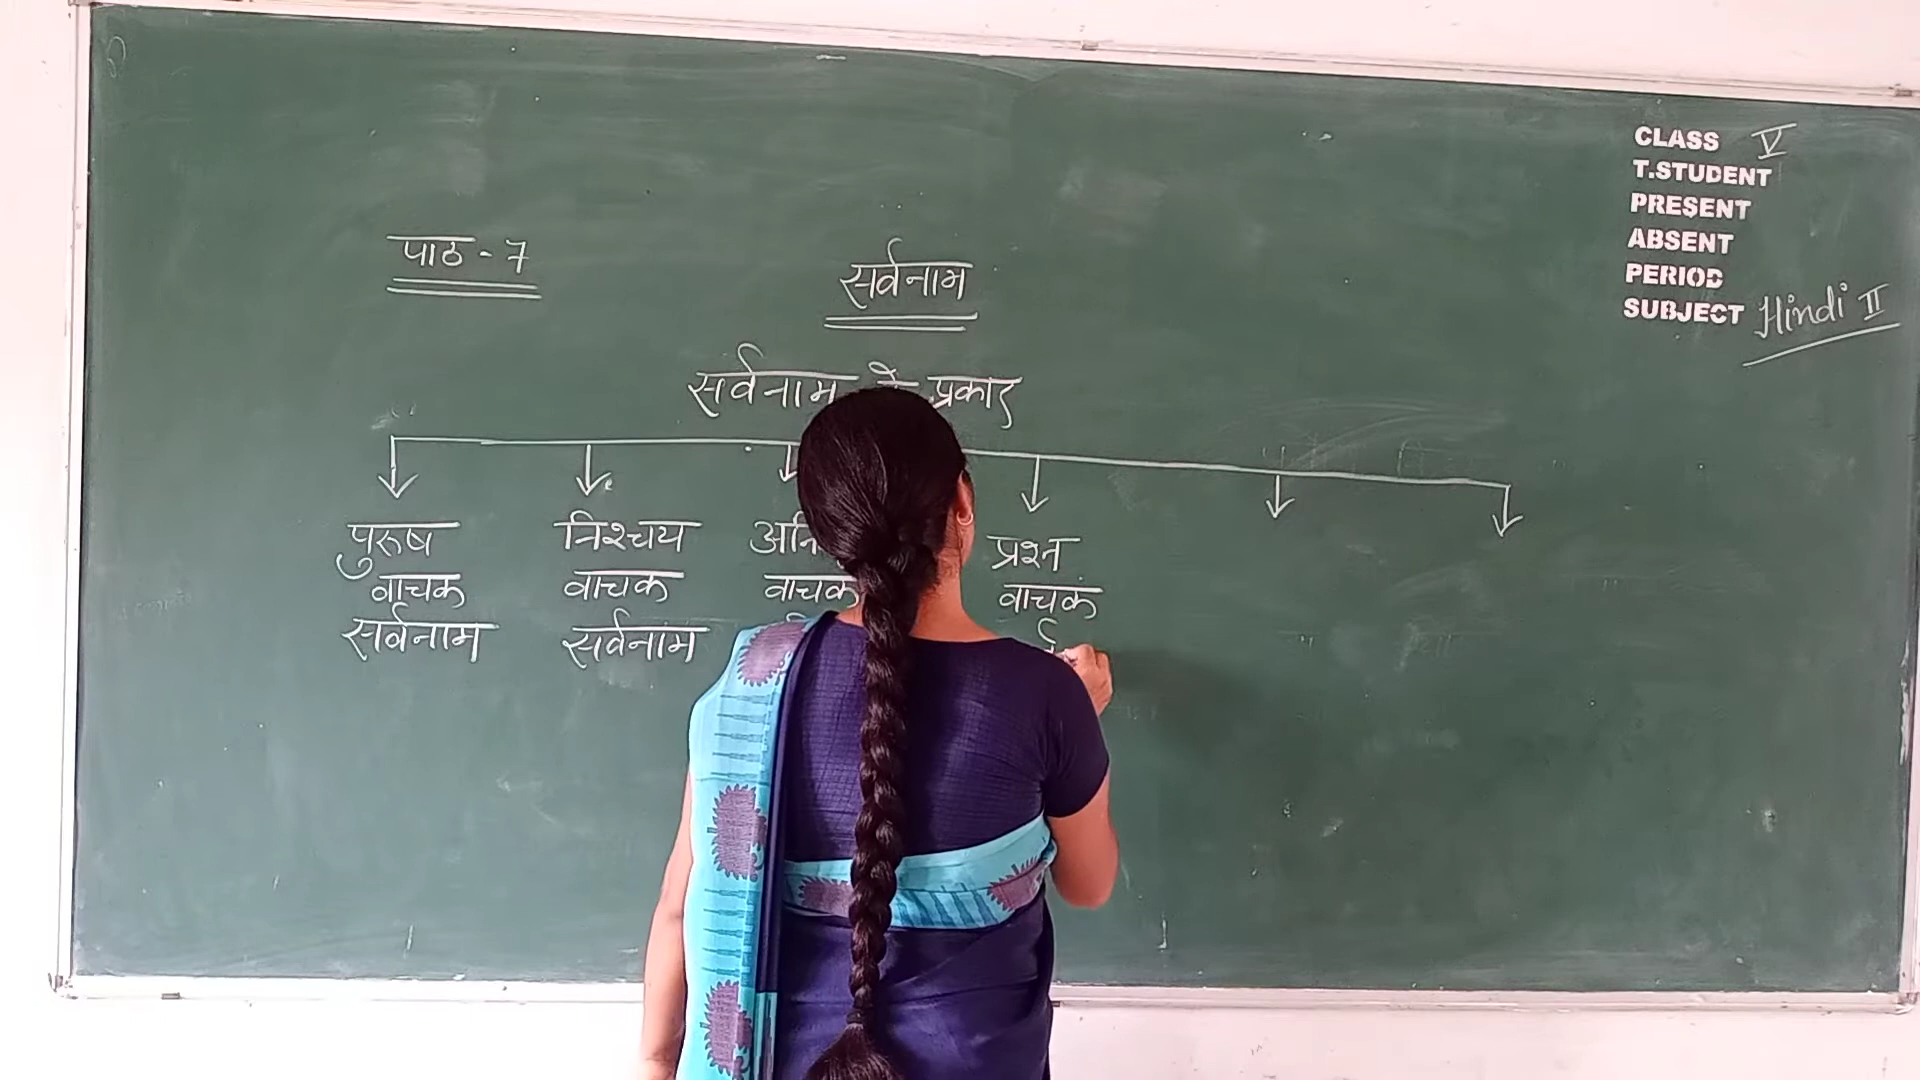 CLASS V
T.STUDENT
PRESENT
ABSENT
PERIOD
SUBJECT Hindi II
पाठ - 7
सर्वनाम
सर्वनाम के प्रकार
पुरुष
वाचक
सर्वनाम
निश्चय
वाचक
सर्वनाम
वाचक
प्रश्न
वाचक